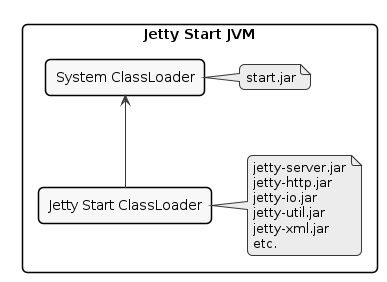 Jetty Start JVM
System ClassLoader
start.jar
Jetty Start ClassLoader
jetty-server.jar
jetty-http.jar
jetty-io.jar
jetty-util.jar
jetty-xml.jar
etc.